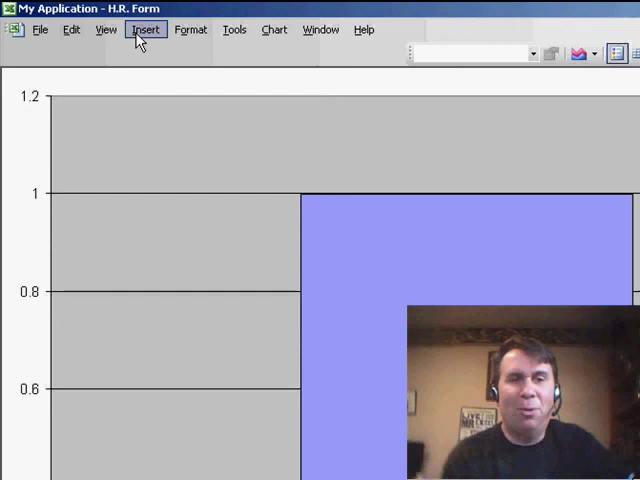 My Application - H.R. Form
File Edit View Insert Format Tools Chart Window Help
1.2
1
0.8
0.6